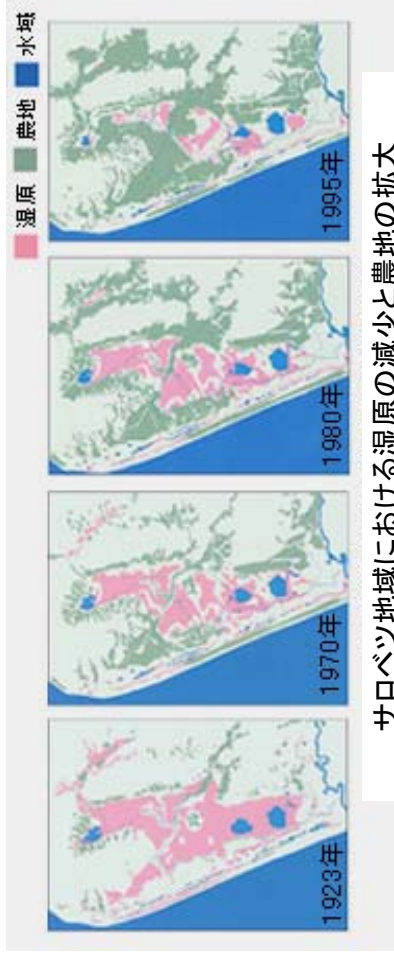 湿原 農地 水域
1923年
1970年
1980年
1995年
サロベツ地域における湿原の減少と農地の拡大